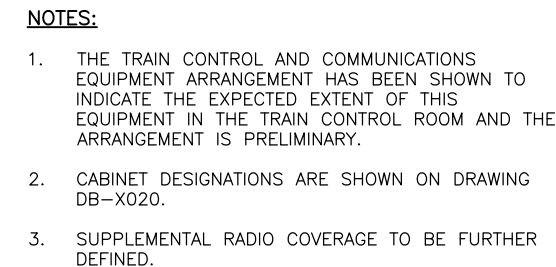 NOTES:
1. THE TRAIN CONTROL AND COMMUNICATIONS
EQUIPMENT ARRANGEMENT HAS BEEN SHOWN TO
INDICATE THE EXPECTED EXTENT OF THIS
EQUIPMENT IN THE TRAIN CONTROL ROOM AND THE
ARRANGEMENT IS PRELIMINARY.
2. CABINET DESIGNATIONS ARE SHOWN ON DRAWING
DB-X020.
3. SUPPLEMENTAL RADIO COVERAGE TO BE FURTHER
DEFINED.